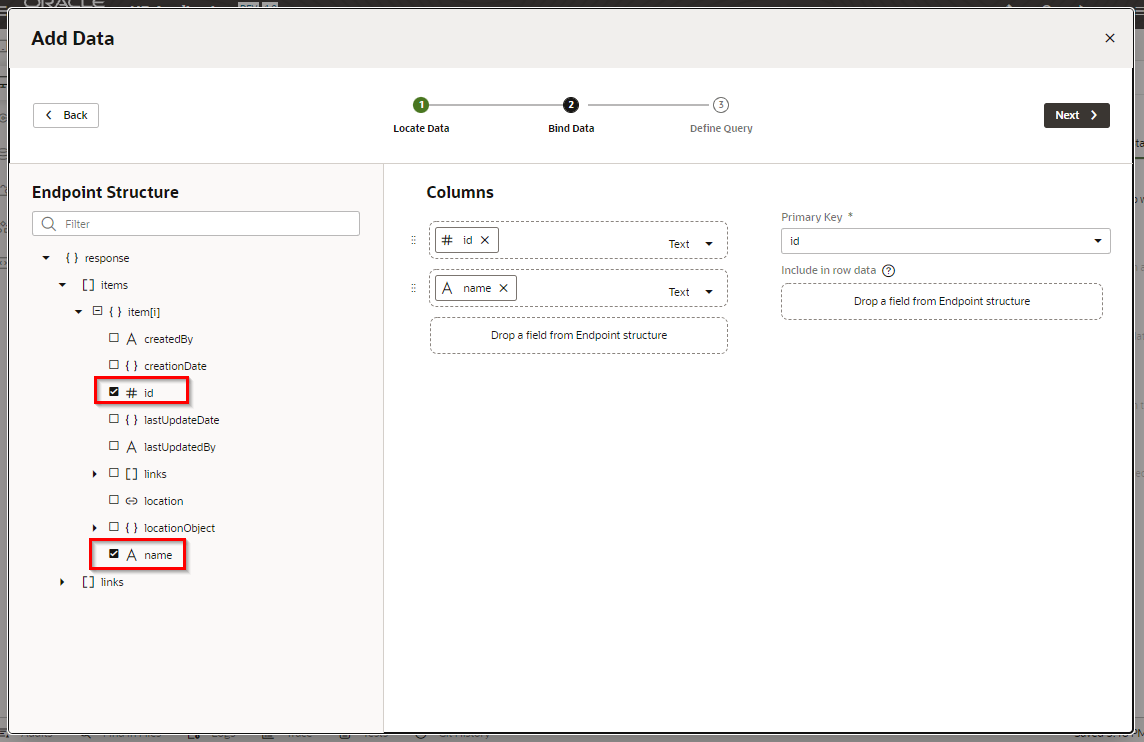 ORACLE
Add Data
Back
1
2
3
Locate Data
Bind Data
Define Query
Next
Endpoint Structure
Filter
{ } response
[ ] items
{ } item[i]
A createdBy
{ } creationDate
# id
{ } lastUpdateDate
A lastUpdatedBy
[ ] links
location
{ } locationObject
A name
[ ] links
Columns
# id
Text
A name
Text
Drop a field from Endpoint structure
Primary Key *
id
Include in row data ?
Drop a field from Endpoint structure